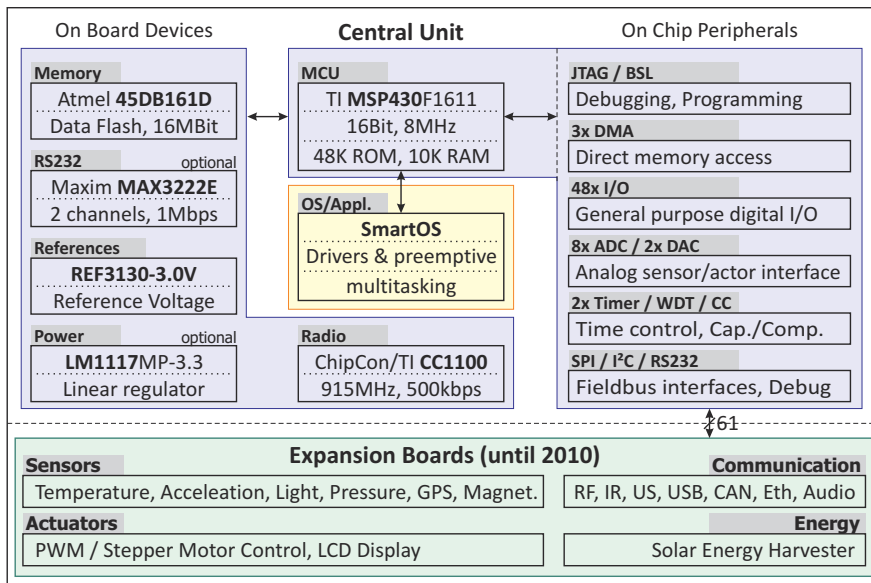 On Board Devices
Central Unit
On Chip Peripherals
Memory
Atmel 45DB161D
Data Flash, 16MBit
RS232
optional
Maxim MAX3222E
2 channels, 1Mbps
References
REF3130-3.0V
Reference Voltage
Power
optional
LM1117MP-3.3
Linear regulator
MCU
TI MSP430F1611
16Bit, 8MHz
48K ROM, 10K RAM
OS/Appl.
SmartOS
Drivers & preemptive
multitasking
Radio
ChipCon/TI CC1100
915MHz, 500kbps
JTAG / BSL
Debugging, Programming
3x DMA
Direct memory access
48x I/O
General purpose digital I/O
8x ADC / 2x DAC
Analog sensor/actor interface
2x Timer / WDT / CC
Time control, Cap./Comp.
SPI / I²C / RS232
Fieldbus interfaces, Debug
61
Expansion Boards (until 2010)
Sensors
Temperature, Acceleation, Light, Pressure, GPS, Magnet.
Communication
RF, IR, US, USB, CAN, Eth, Audio
Actuators
PWM / Stepper Motor Control, LCD Display
Energy
Solar Energy Harvester